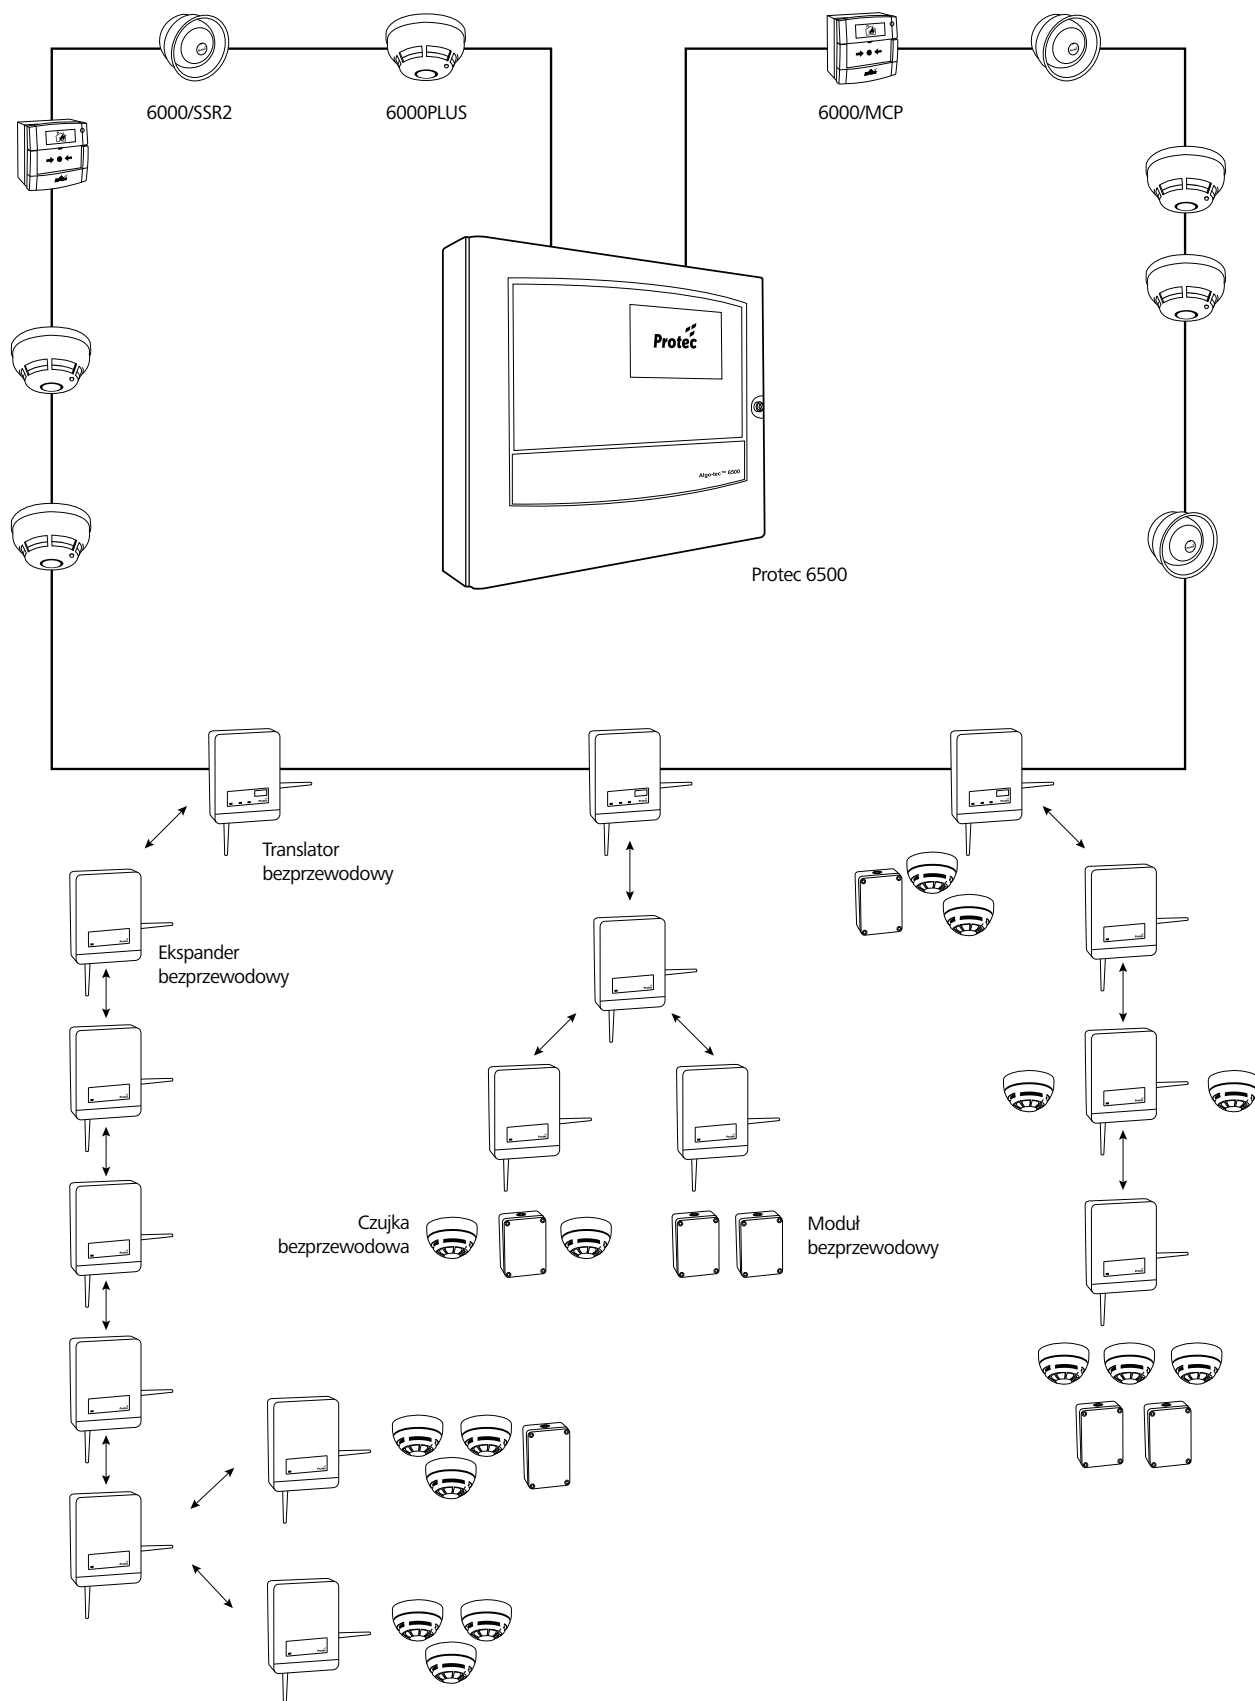 6000/SSR2
6000PLUS
6000/MCP
Protec
Algo-tec™ 6500
Protec 6500
Translator
bezprzewodowy
Ekspander
bezprzewodowy
Czujka
bezprzewodowa
Moduł
bezprzewodowy